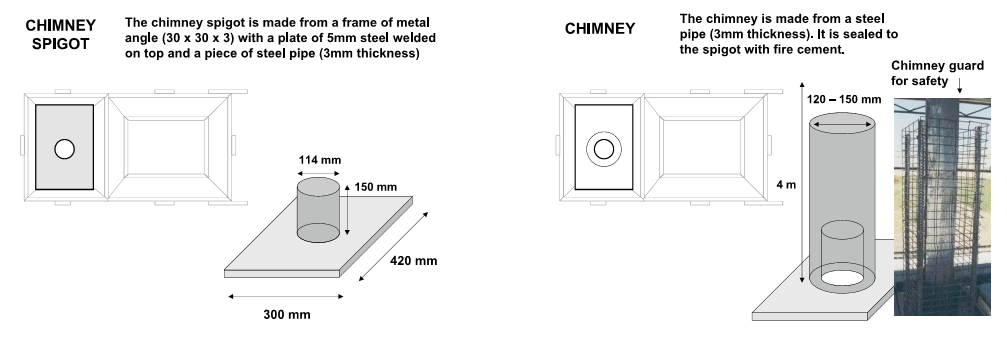 CHIMNEY
SPIGOT
The chimney spigot is made from a frame of metal
angle (30 x 30 x 3) with a plate of 5mm steel welded
on top and a piece of steel pipe (3mm thickness)
114 mm
150 mm
420 mm
300 mm
CHIMNEY
The chimney is made from a steel
pipe (3mm thickness). It is sealed to
the spigot with fire cement.
Chimney guard
for safety
120 – 150 mm
4 m